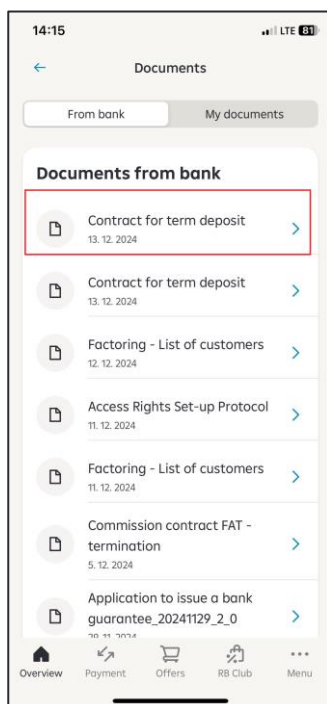 14:15
LTE 81
Documents
From bank
My documents
Documents from bank
Contract for term deposit
13. 12. 2024
Contract for term deposit
13. 12. 2024
Factoring - List of customers
12. 12. 2024
Access Rights Set-up Protocol
11. 12. 2024
Factoring - List of customers
11. 12. 2024
Commission contract FAT -
termination
5. 12. 2024
Application to issue a bank
guarantee_20241129_2_0
29. 11. 2024
Overview
Payment
Offers
RB Club
Menu